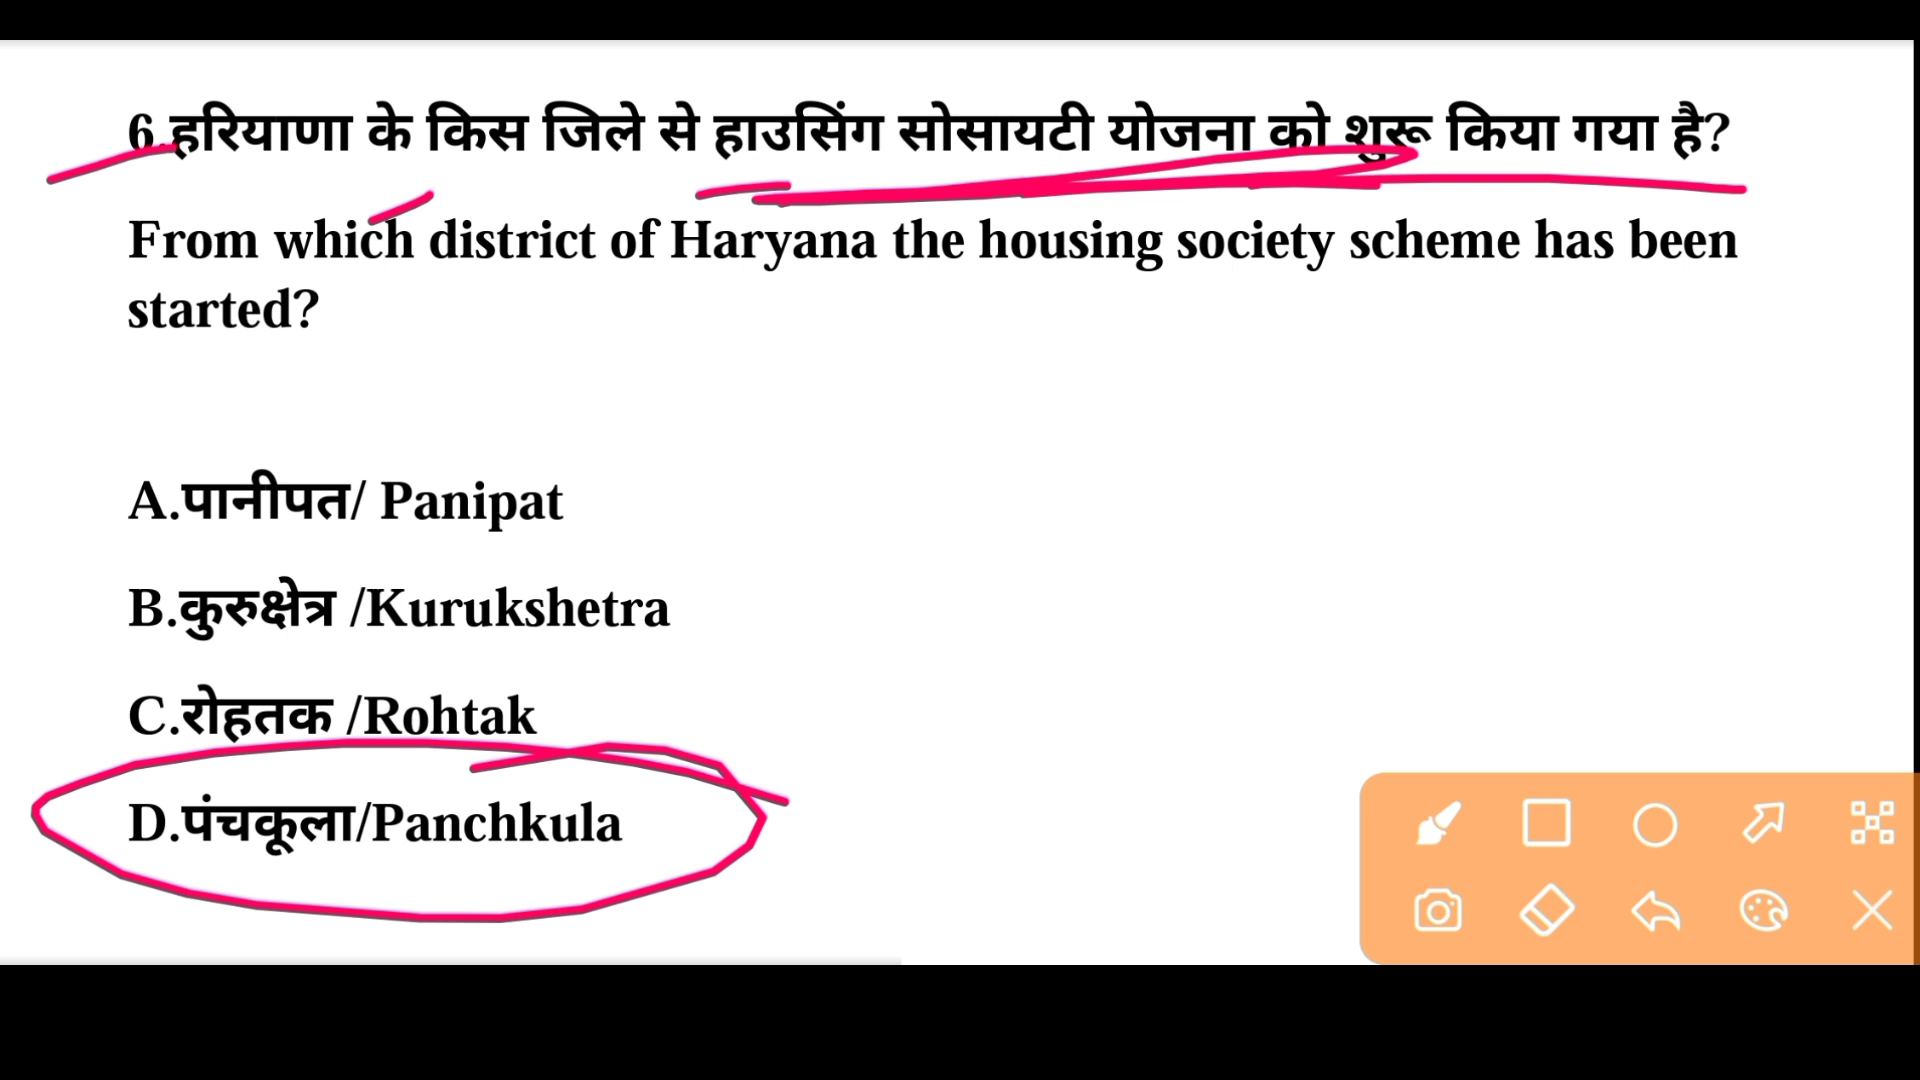 6.हरियाणा के किस जिले से हाउसिंग सोसायटी योजना को शुरू किया गया है?
From which district of Haryana the housing society scheme has been
started?
A.पानीपत/ Panipat
B.कुरुक्षेत्र /Kurukshetra
C.रोहतक /Rohtak
D.पंचकूला/Panchkula